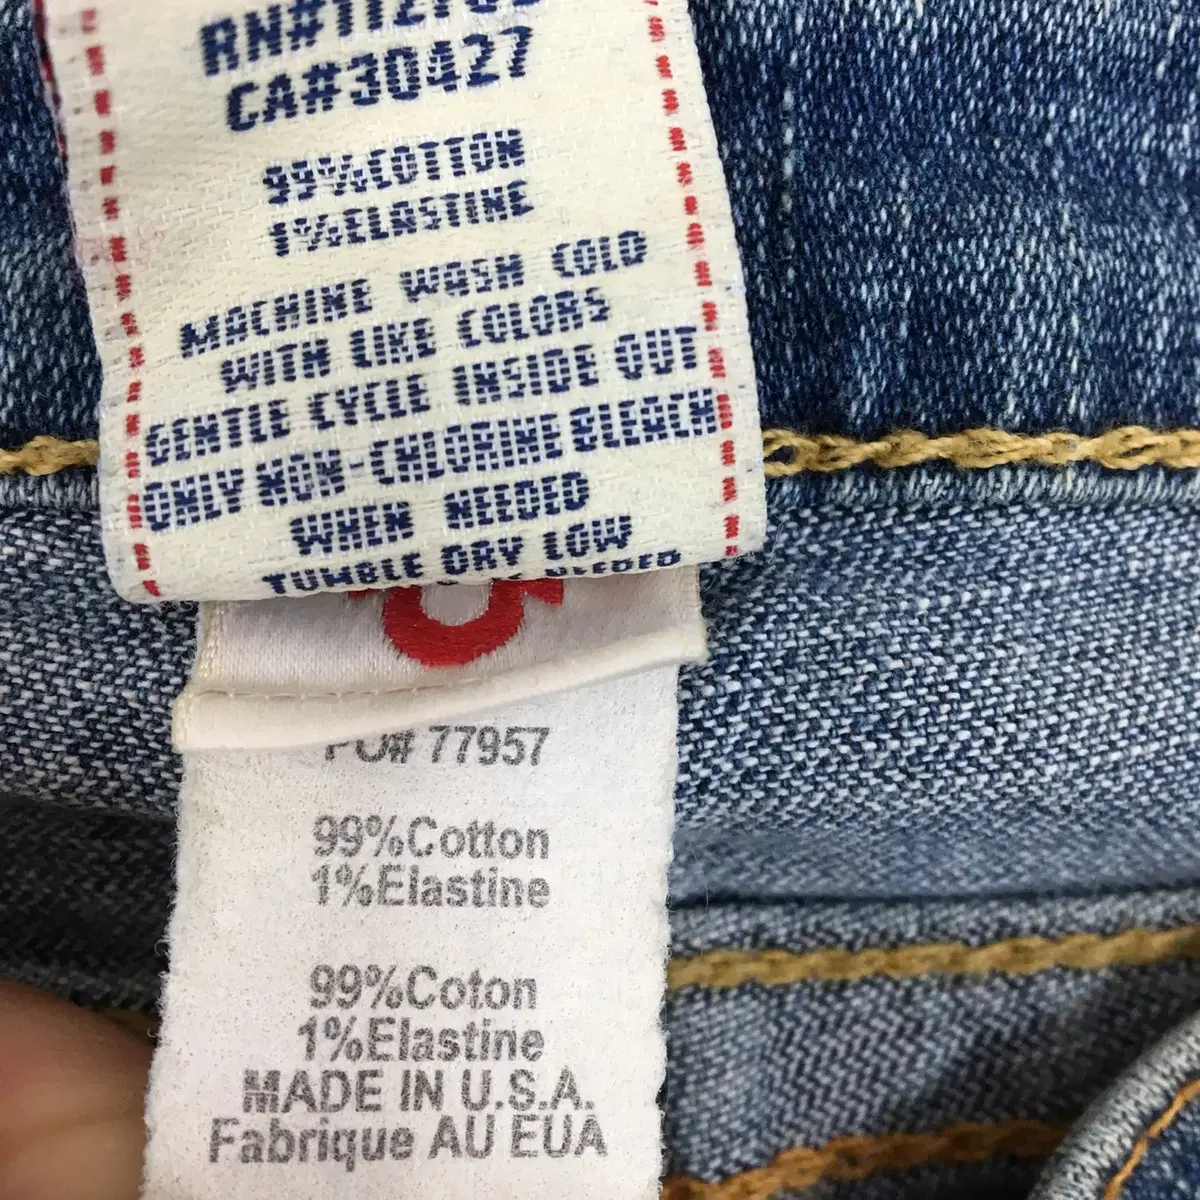 CA#30427
99%COTTON
1%ELASTINE
MACHINE WASH COLD
WITH LIKE COLORS
GENTLE CYCLE INSIDE OUT
ONLY NON-CHLORINE BLEACH
WHEN NEEDED
TUMBLE DRY LOW
NEEDED
PO# 77957
99%Cotton
1%Elastine
99%Coton
1%Elastine
MADE IN U.S.A.
Fabrique AU EUA